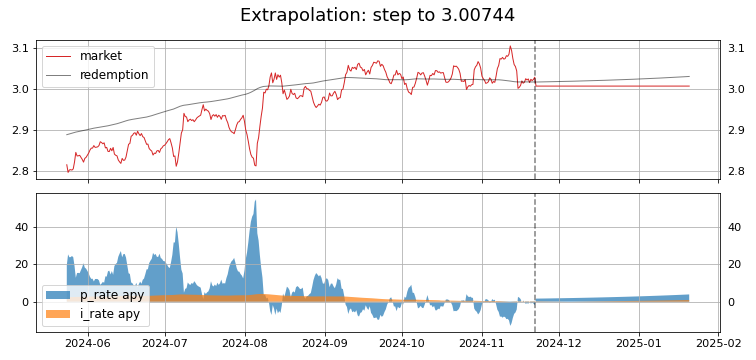 Extrapolation: step to 3.00744
3.1 3.1
market
redemption
3.0 3.0
2.9 2.9
2.8 2.8
40 40
20 20
p_rate apy
i_rate apy
0 0
2024-06 2024-07 2024-08 2024-09 2024-10 2024-11 2024-12 2025-01 2025-02